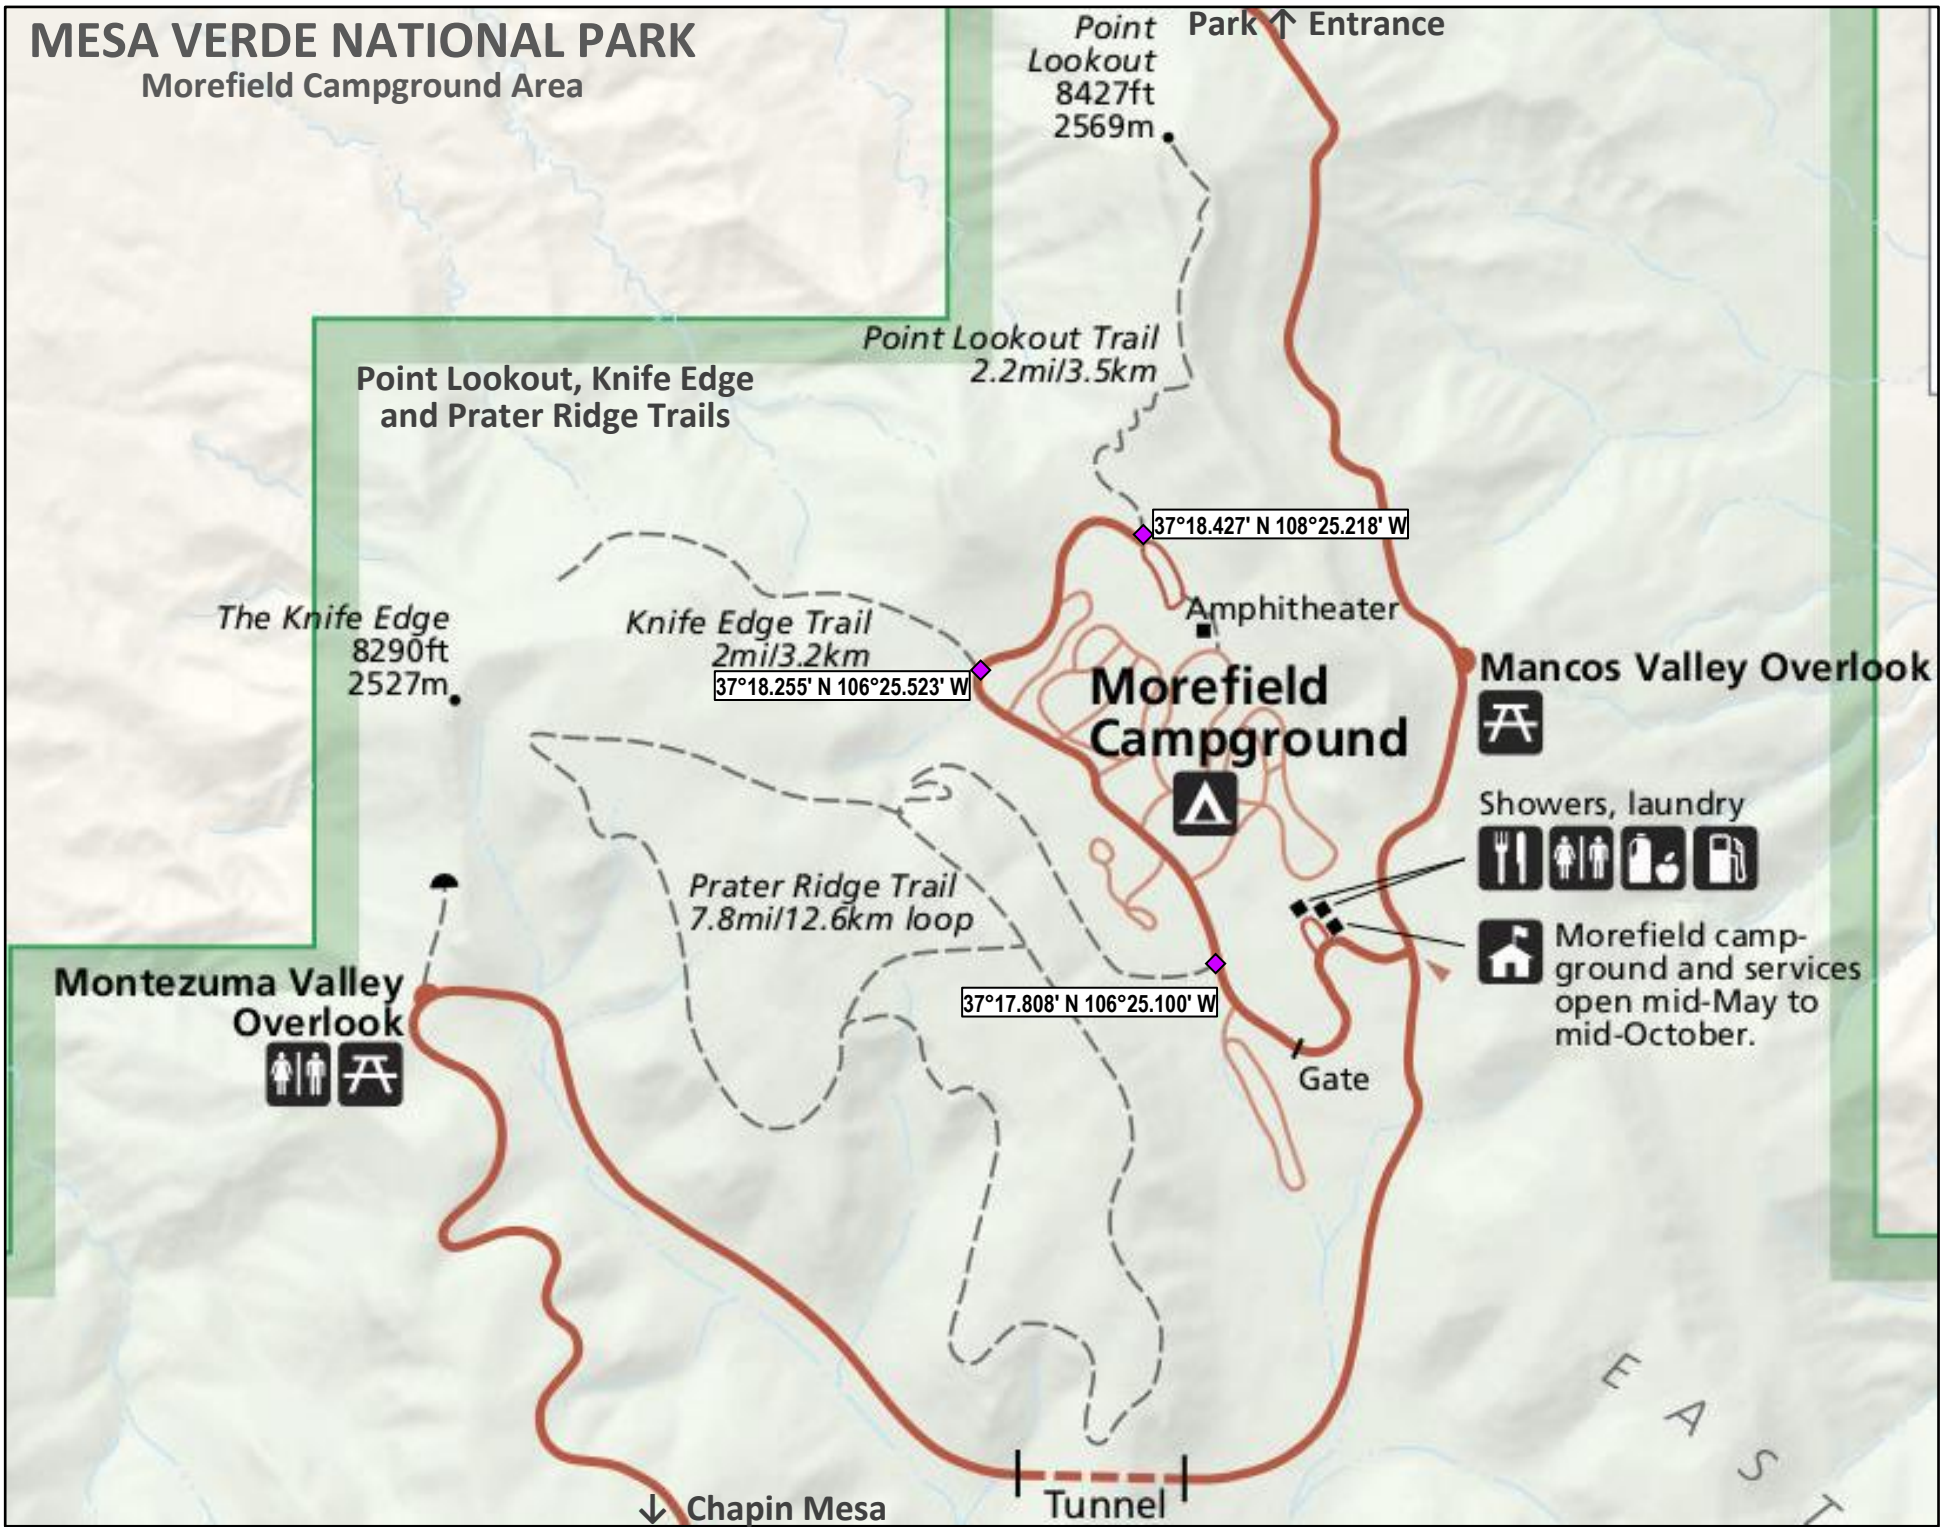 MESA VERDE NATIONAL PARK
Morefield Campground Area
Point
Lookout
8427ft
2569m
Park ↑ Entrance
Point Lookout Trail
2.2mi/3.5km
Point Lookout, Knife Edge
and Prater Ridge Trails
37°18.427' N 108°25.218' W
Amphitheater
The Knife Edge
8290ft
2527m
Knife Edge Trail
2mi/3.2km
37°18.255' N 106°25.523' W
Morefield
Campground
Mancos Valley Overlook
Showers, laundry
Prater Ridge Trail
7.8mi/12.6km loop
Morefield camp-
ground and services
open mid-May to
mid-October.
Montezuma Valley
Overlook
37°17.808' N 106°25.100' W
Gate
EAST
Tunnel
↓ Chapin Mesa